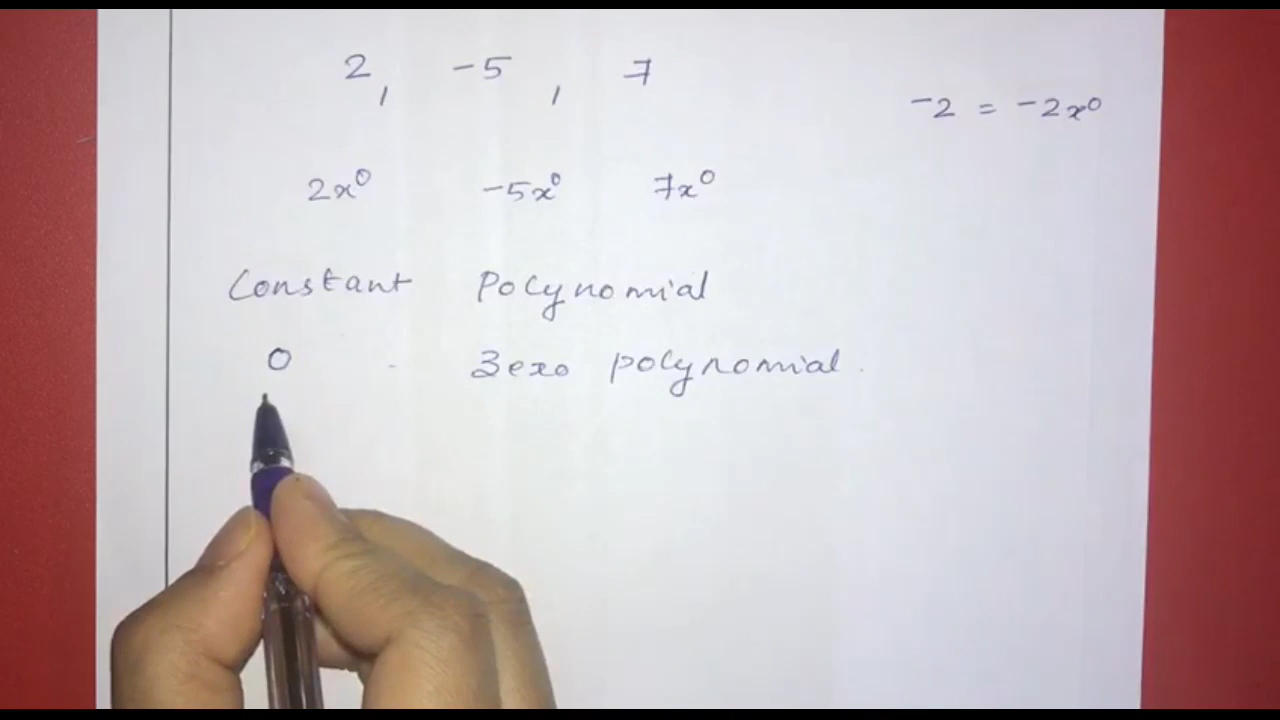 2, -5, 7
-2 = -2x⁰
2x⁰ -5x⁰ 7x⁰
Constant Polynomial
0 - Zero polynomial.